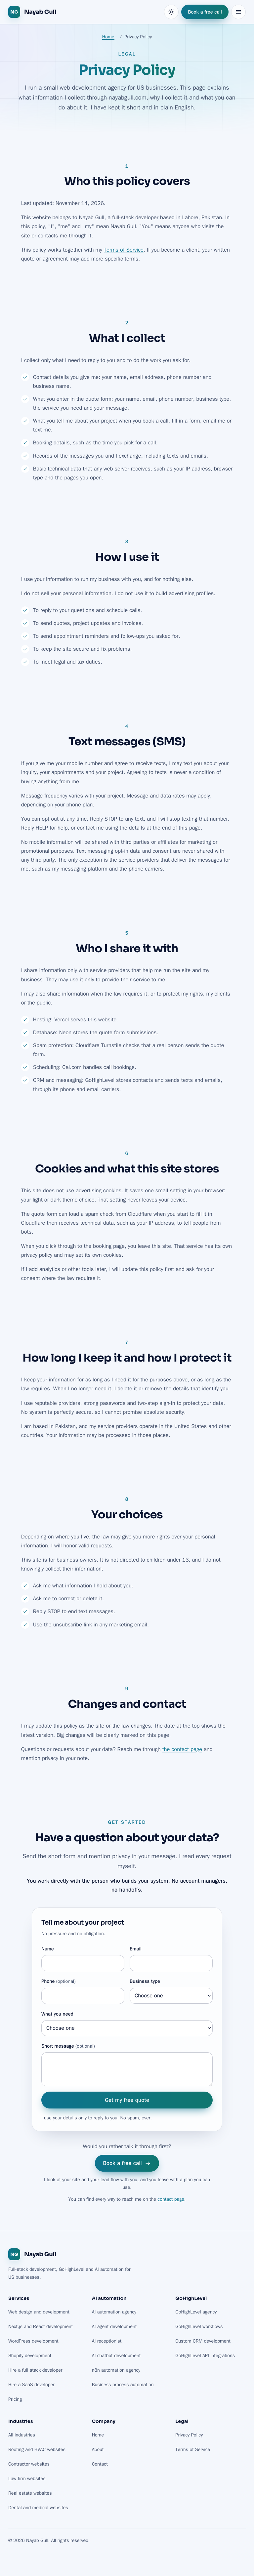 NG Nayab Gull
Book a free call
Home / Privacy Policy
LEGAL
Privacy Policy
I run a small web development agency for US businesses. This page explains
what information I collect through nayabgull.com, why I collect it and what you can
do about it. I have kept it short and in plain English.
1
Who this policy covers
Last updated: November 14, 2026.
This website belongs to Nayab Gull, a full-stack developer based in Lahore, Pakistan. In
this policy, "I", "me" and "my" mean Nayab Gull. "You" means anyone who visits the
site or contacts me through it.
This policy works together with my Terms of Service. If you become a client, your written
quote or agreement may add more specific terms.
2
What I collect
I collect only what I need to reply to you and to do the work you ask for.
Contact details you give me: your name, email address, phone number and
business name.
What you enter in the quote form: your name, email, phone number, business type,
the service you need and your message.
What you tell me about your project when you book a call, fill in a form, email me or
text me.
Booking details, such as the time you pick for a call.
Records of the messages you and I exchange, including texts and emails.
Basic technical data that any web server receives, such as your IP address, browser
type and the pages you open.
3
How I use it
I use your information to run my business with you, and for nothing else.
I do not sell your personal information. I do not use it to build advertising profiles.
To reply to your questions and schedule calls.
To send quotes, project updates and invoices.
To send appointment reminders and follow-ups you asked for.
To keep the site secure and fix problems.
To meet legal and tax duties.
4
Text messages (SMS)
If you give me your mobile number and agree to receive texts, I may text you about your
inquiry, your appointments and your project. Agreeing to texts is never a condition of
buying anything from me.
Message frequency varies with your project. Message and data rates may apply,
depending on your phone plan.
You can opt out at any time. Reply STOP to any text, and I will stop texting that number.
Reply HELP for help, or contact me using the details at the end of this page.
No mobile information will be shared with third parties or affiliates for marketing or
promotional purposes. Text messaging opt-in data and consent are never shared with
any third party. The only exception is the service providers that deliver the messages for
me, such as my messaging platform and the phone carriers.
5
Who I share it with
I share information only with service providers that help me run the site and my
business. They may use it only to provide their service to me.
I may also share information when the law requires it, or to protect my rights, my clients
or the public.
Hosting: Vercel serves this website.
Database: Neon stores the quote form submissions.
Spam protection: Cloudflare Turnstile checks that a real person sends the quote
form.
Scheduling: Cal.com handles call bookings.
CRM and messaging: GoHighLevel stores contacts and sends texts and emails,
through its phone and email carriers.
6
Cookies and what this site stores
This site does not use advertising cookies. It saves one small setting in your browser:
your light or dark theme choice. That setting never leaves your device.
The quote form can load a spam check from Cloudflare when you start to fill it in.
Cloudflare then receives technical data, such as your IP address, to tell people from
bots.
When you click through to the booking page, you leave this site. That service has its own
privacy policy and may set its own cookies.
If I add analytics or other tools later, I will update this policy first and ask for your
consent where the law requires it.
7
How long I keep it and how I protect it
I keep your information for as long as I need it for the purposes above, or as long as the
law requires. When I no longer need it, I delete it or remove the details that identify you.
I use reputable providers, strong passwords and two-step sign-in to protect your data.
No system is perfectly secure, so I cannot promise absolute security.
I am based in Pakistan, and my service providers operate in the United States and other
countries. Your information may be processed in those places.
8
Your choices
Depending on where you live, the law may give you more rights over your personal
information. I will honor valid requests.
This site is for business owners. It is not directed to children under 13, and I do not
knowingly collect their information.
Ask me what information I hold about you.
Ask me to correct or delete it.
Reply STOP to end text messages.
Use the unsubscribe link in any marketing email.
9
Changes and contact
I may update this policy as the site or the law changes. The date at the top shows the
latest version. Big changes will be clearly marked on this page.
Questions or requests about your data? Reach me through the contact page and
mention privacy in your note.
GET STARTED
Have a question about your data?
Send the short form and mention privacy in your message. I read every request
myself.
You work directly with the person who builds your system. No account managers,
no handoffs.
Tell me about your project
No pressure and no obligation.
Name Email
Phone (optional) Business type
Choose one
What you need
Choose one
Short message (optional)
Get my free quote
I use your details only to reply to you. No spam, ever.
Would you rather talk it through first?
Book a free call →
I look at your site and your lead flow with you, and you leave with a plan you can
use.
You can find every way to reach me on the contact page.
NG Nayab Gull
Full-stack development, GoHighLevel and AI automation for
US businesses.
Services
Web design and development
Next.js and React development
WordPress development
Shopify development
Hire a full stack developer
Hire a SaaS developer
Pricing
AI automation
AI automation agency
AI agent development
AI receptionist
AI chatbot development
n8n automation agency
Business process automation
GoHighLevel
GoHighLevel agency
GoHighLevel workflows
Custom CRM development
GoHighLevel API integrations
Industries
All industries
Roofing and HVAC websites
Contractor websites
Law firm websites
Real estate websites
Dental and medical websites
Company
Home
About
Contact
Legal
Privacy Policy
Terms of Service
© 2026 Nayab Gull. All rights reserved.